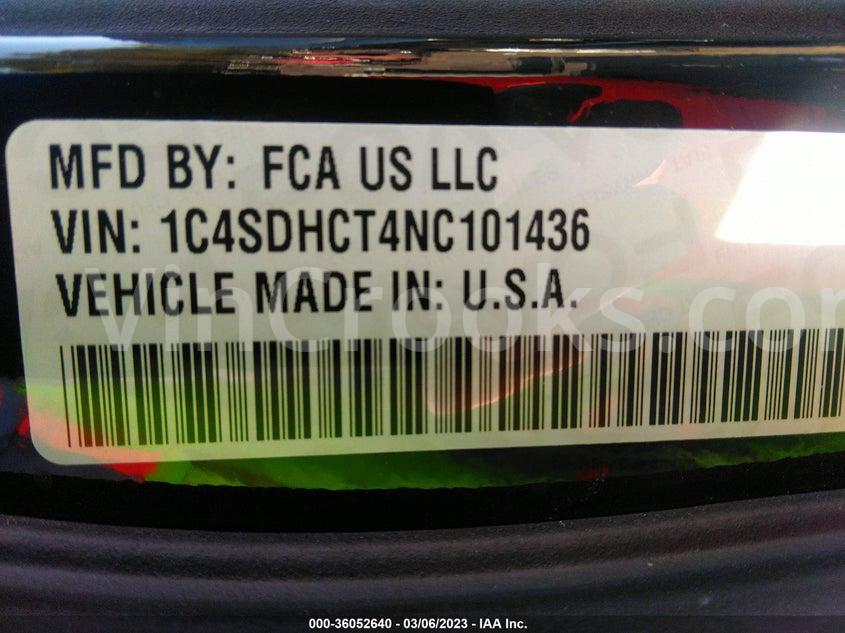 MFD BY: FCA US LLC
VIN: 1C4SDHCT4NC101436
VEHICLE MADE IN: U.S.A.
VinCrooks.com
000-36052640 - 03/06/2023 - IAA Inc.